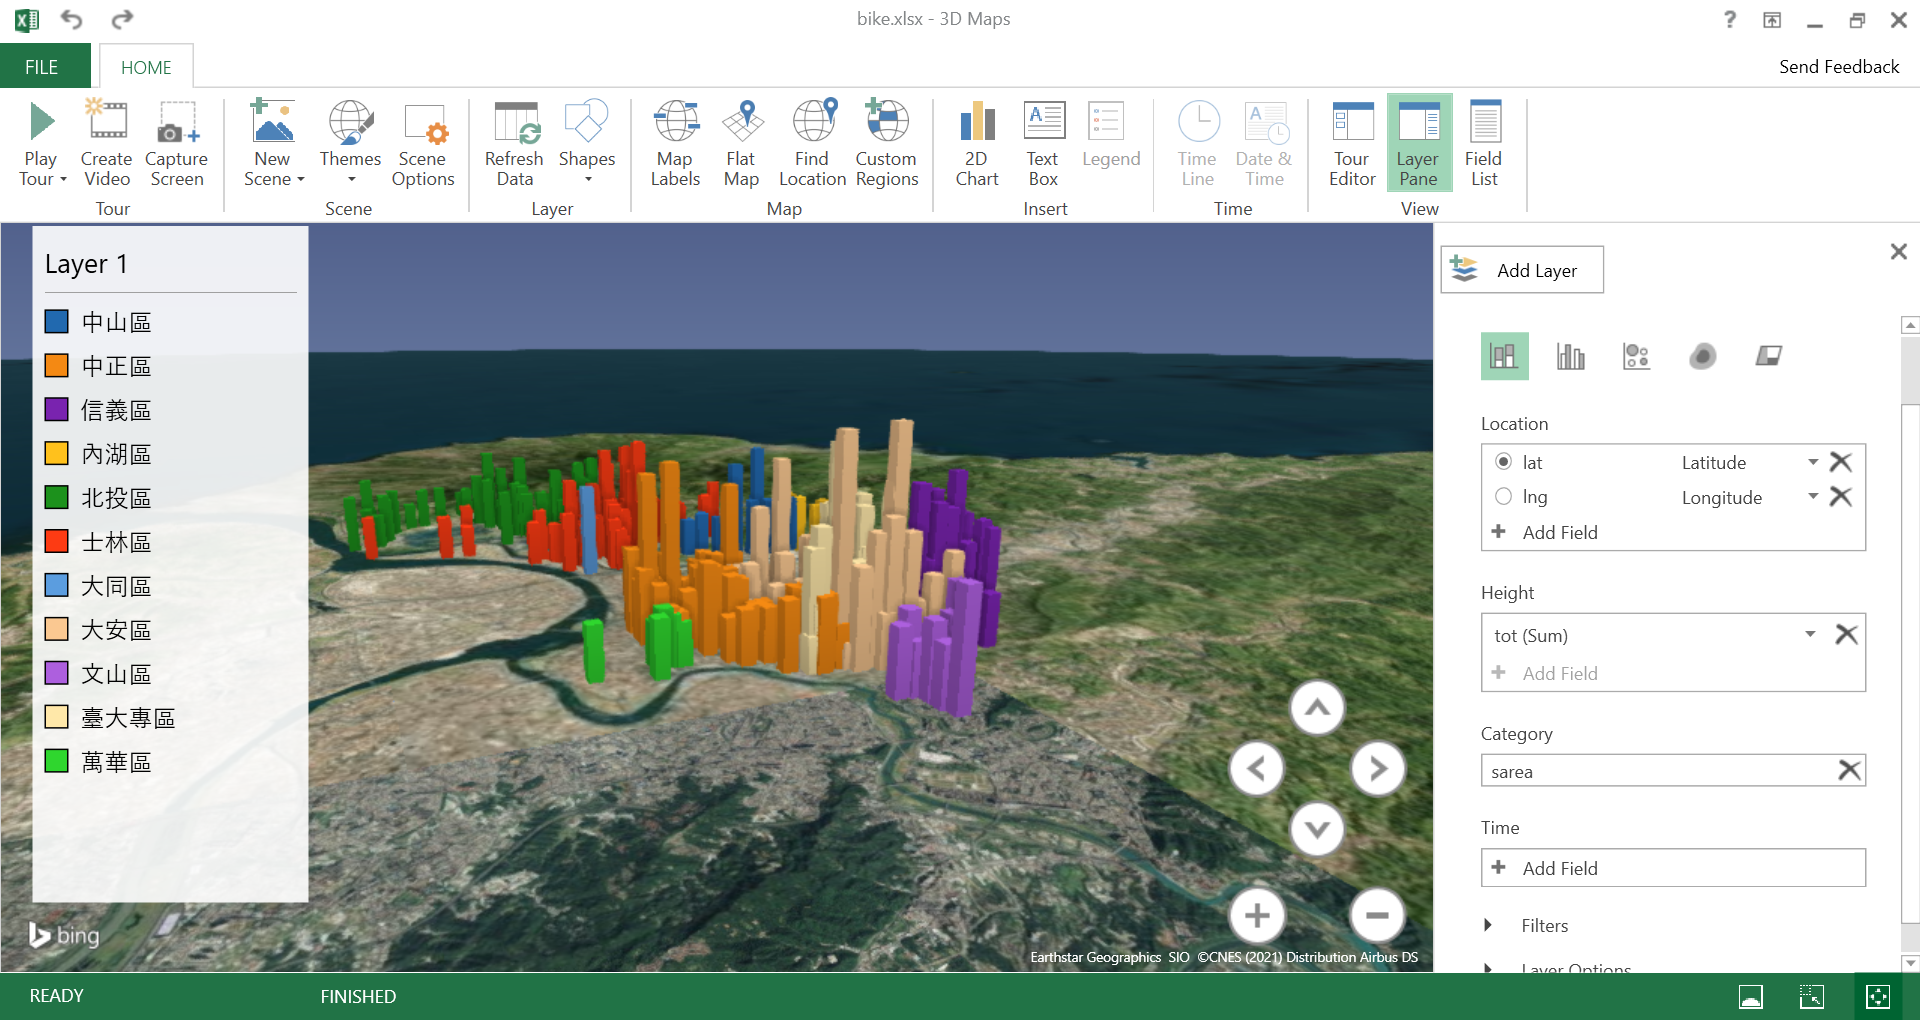 bike.xlsx - 3D Maps
FILE
HOME
Send Feedback
Play Tour
Create Video
Capture Screen
New Scene
Themes
Scene Options
Refresh Data
Shapes
Map Labels
Flat Map
Find Location
Custom Regions
2D Chart
Text Box
Legend
Time Line
Date & Time
Tour Editor
Layer Pane
Field List
Tour
Scene
Layer
Map
Insert
Time
View
Layer 1
中山區
中正區
信義區
內湖區
北投區
士林區
大同區
大安區
文山區
臺大專區
萬華區
bing
Earthstar Geographics SIO ©CNES (2021) Distribution Airbus DS
Add Layer
Location
lat Latitude
lng Longitude
Add Field
Height
tot (Sum)
Add Field
Category
sarea
Time
Add Field
Filters
Layer Options
READY
FINISHED